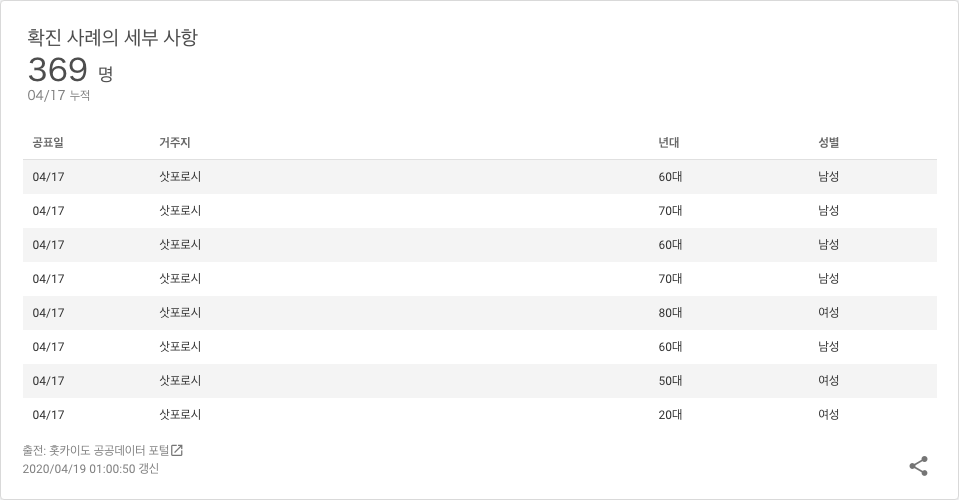 확진 사례의 세부 사항
369 명
04/17 누적
공표일 거주지 년대 성별
04/17 삿포로시 60대 남성
04/17 삿포로시 70대 남성
04/17 삿포로시 60대 남성
04/17 삿포로시 70대 남성
04/17 삿포로시 80대 여성
04/17 삿포로시 60대 남성
04/17 삿포로시 50대 여성
04/17 삿포로시 20대 여성
출전: 홋카이도 공공데이터 포털
2020/04/19 01:00:50 갱신